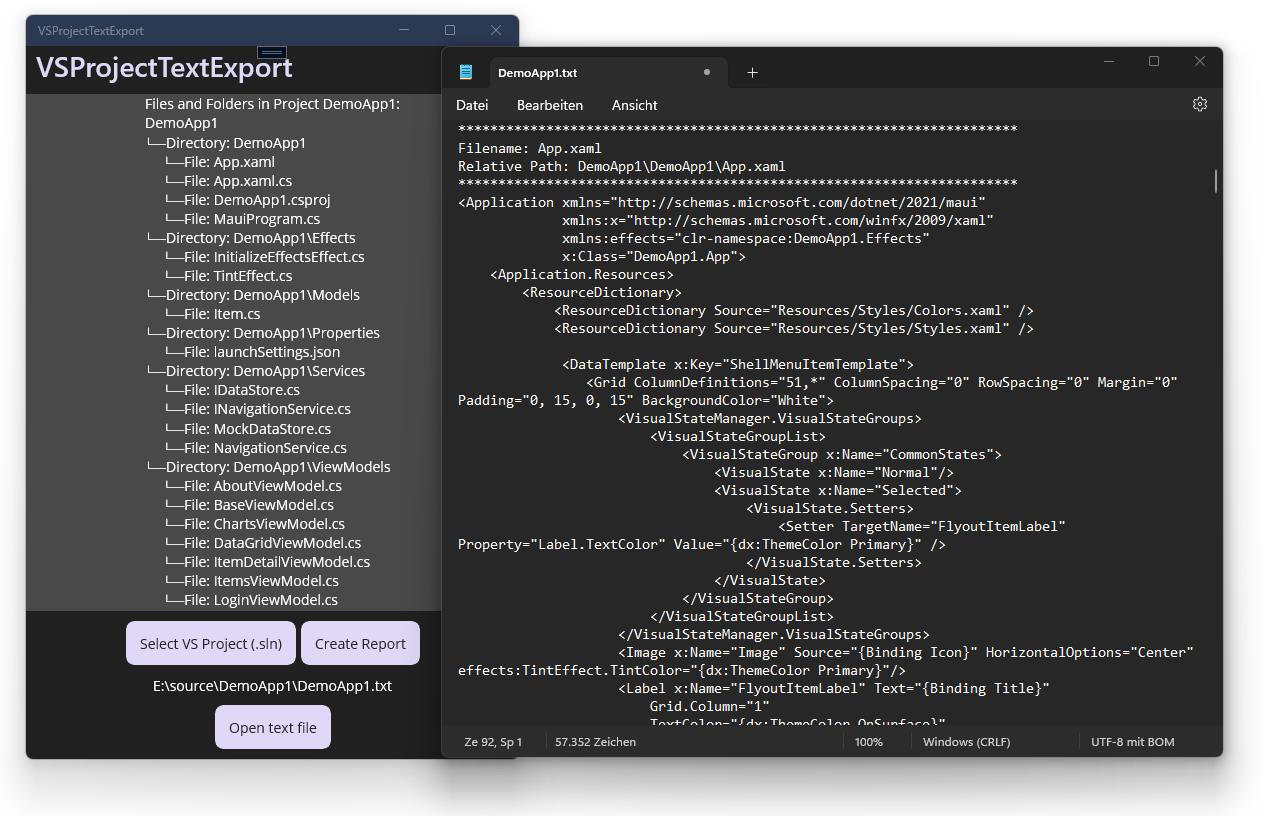 VSProjectTextExport
VSProjectTextExport
Files and Folders in Project DemoApp1:
DemoApp1
└──Directory: DemoApp1
└──File: App.xaml
└──File: App.xaml.cs
└──File: DemoApp1.csproj
└──File: MauiProgram.cs
└──Directory: DemoApp1\Effects
└──File: InitializeEffectsEffect.cs
└──File: TintEffect.cs
└──Directory: DemoApp1\Models
└──File: Item.cs
└──Directory: DemoApp1\Properties
└──File: launchSettings.json
└──Directory: DemoApp1\Services
└──File: IDataStore.cs
└──File: INavigationService.cs
└──File: MockDataStore.cs
└──File: NavigationService.cs
└──Directory: DemoApp1\ViewModels
└──File: AboutViewModel.cs
└──File: BaseViewModel.cs
└──File: ChartsViewModel.cs
└──File: DataGridViewModel.cs
└──File: ItemDetailViewModel.cs
└──File: ItemsViewModel.cs
└──File: LoginViewModel.cs
Select VS Project (.sln)
Create Report
E:\source\DemoApp1\DemoApp1.txt
Open text file
DemoApp1.txt
Datei Bearbeiten Ansicht
**********************************************************************
Filename: App.xaml
Relative Path: DemoApp1\DemoApp1\App.xaml
**********************************************************************
<Application xmlns="http://schemas.microsoft.com/dotnet/2021/maui"
xmlns:x="http://schemas.microsoft.com/winfx/2009/xaml"
xmlns:effects="clr-namespace:DemoApp1.Effects"
x:Class="DemoApp1.App">
<Application.Resources>
<ResourceDictionary>
<ResourceDictionary Source="Resources/Styles/Colors.xaml" />
<ResourceDictionary Source="Resources/Styles/Styles.xaml" />
<DataTemplate x:Key="ShellMenuItemTemplate">
<Grid ColumnDefinitions="51,*" ColumnSpacing="0" RowSpacing="0" Margin="0"
Padding="0, 15, 0, 15" BackgroundColor="White">
<VisualStateManager.VisualStateGroups>
<VisualStateGroupList>
<VisualStateGroup x:Name="CommonStates">
<VisualState x:Name="Normal"/>
<VisualState x:Name="Selected">
<VisualState.Setters>
<Setter TargetName="FlyoutItemLabel"
Property="Label.TextColor" Value="{dx:ThemeColor Primary}" />
</VisualState.Setters>
</VisualState>
</VisualStateGroup>
</VisualStateGroupList>
</VisualStateManager.VisualStateGroups>
<Image x:Name="Image" Source="{Binding Icon}" HorizontalOptions="Center"
effects:TintEffect.TintColor="{dx:ThemeColor Primary}"/>
<Label x:Name="FlyoutItemLabel" Text="{Binding Title}"
Grid.Column="1"
TextColor="{dx:ThemeColor OnSurface}"
Ze 92, Sp 1 57.352 Zeichen 100% Windows (CRLF) UTF-8 mit BOM